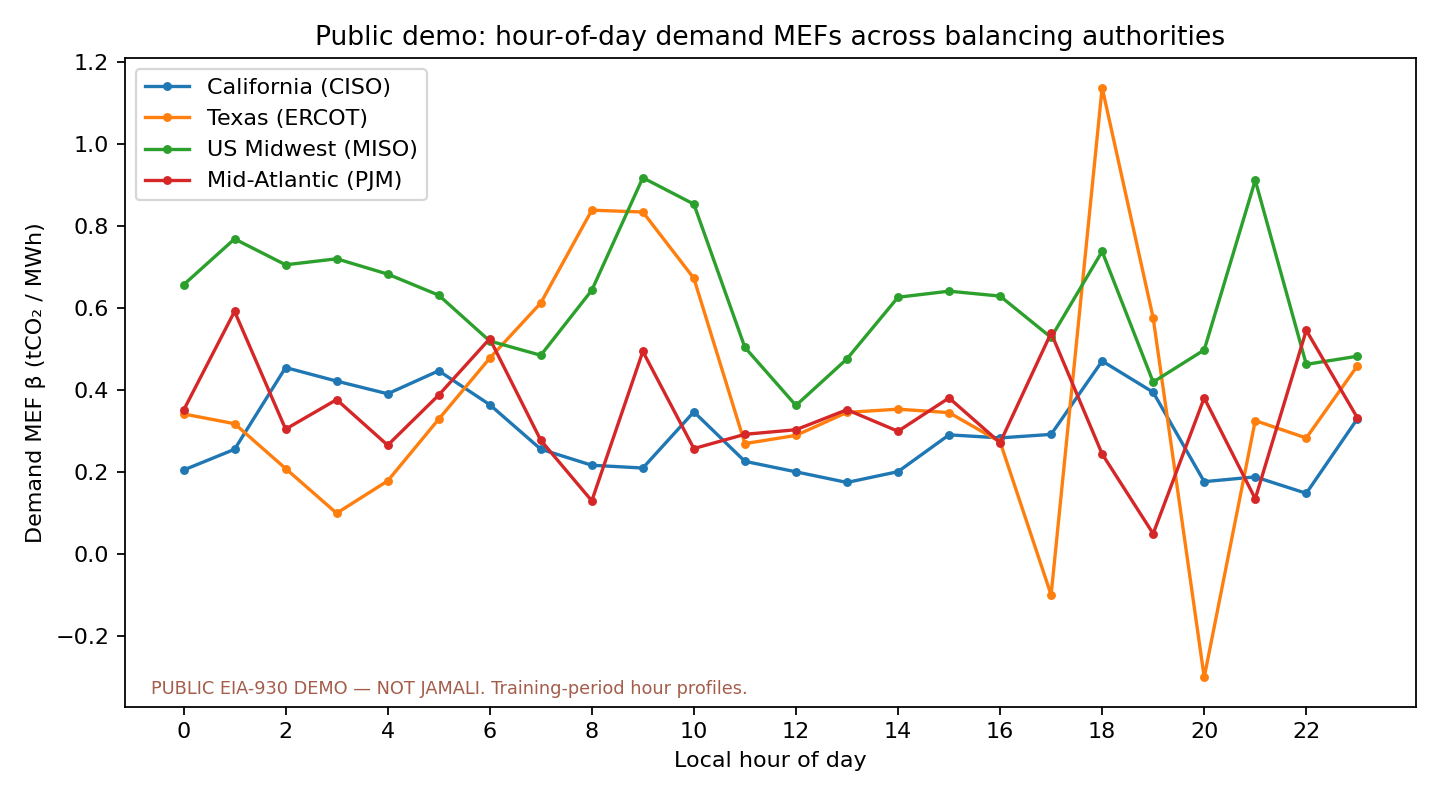 Public demo: hour-of-day demand MEFs across balancing authorities
California (CISO)
Texas (ERCOT)
US Midwest (MISO)
Mid-Atlantic (PJM)
Demand MEF β (tCO₂ / MWh)
1.2
1.0
0.8
0.6
0.4
0.2
0.0
−0.2
PUBLIC EIA-930 DEMO — NOT JAMALI. Training-period hour profiles.
0 2 4 6 8 10 12 14 16 18 20 22
Local hour of day